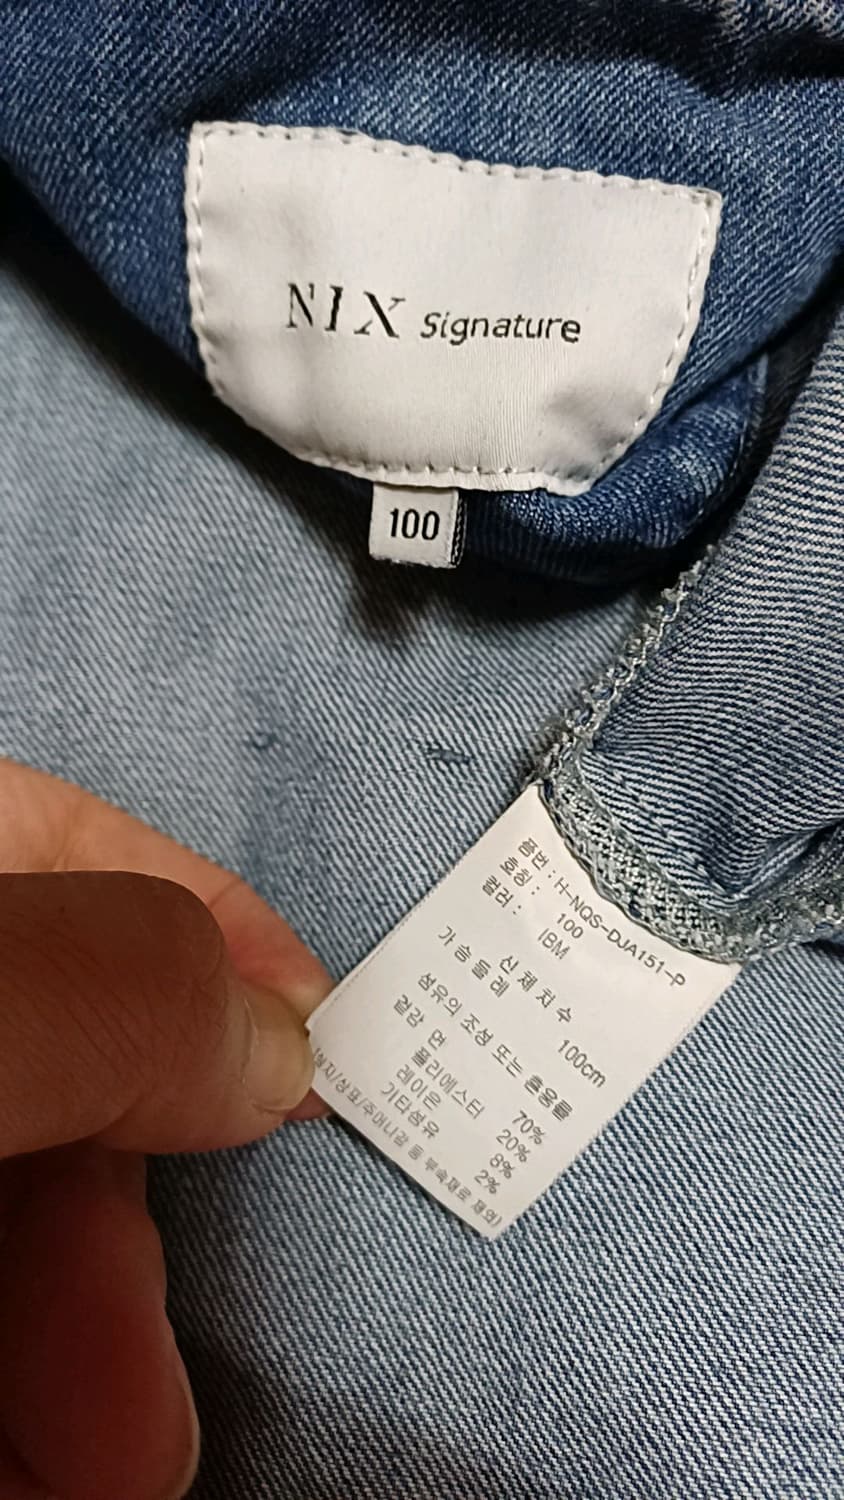 NIX Signature
100
품번 : H-NQS-DJA151-P
호칭 : 100
컬러 : IBM
신체치수
가슴둘레 100cm
섬유의 조성 또는 혼용률
겉감 면 70%
폴리에스터 20%
레이온 8%
기타섬유 2%
(심지/상표/주머니감 등 부속재료 제외)